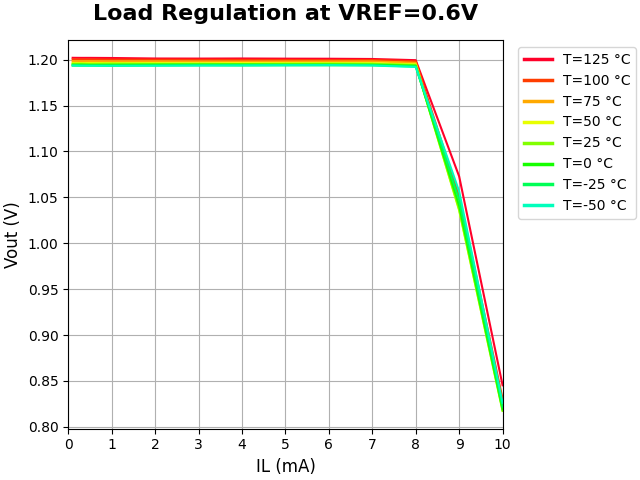 Load Regulation at VREF=0.6V
Vout (V)
1.20
1.15
1.10
1.05
1.00
0.95
0.90
0.85
0.80
0 1 2 3 4 5 6 7 8 9 10
IL (mA)
T=125 °C
T=100 °C
T=75 °C
T=50 °C
T=25 °C
T=0 °C
T=-25 °C
T=-50 °C